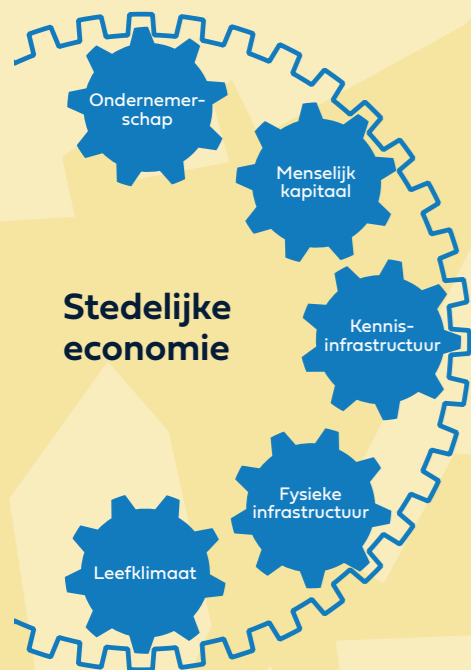 Ondernemer-
schap
Menselijk
kapitaal
Stedelijke
economie
Kennis-
infrastructuur
Fysieke
infrastructuur
Leefklimaat